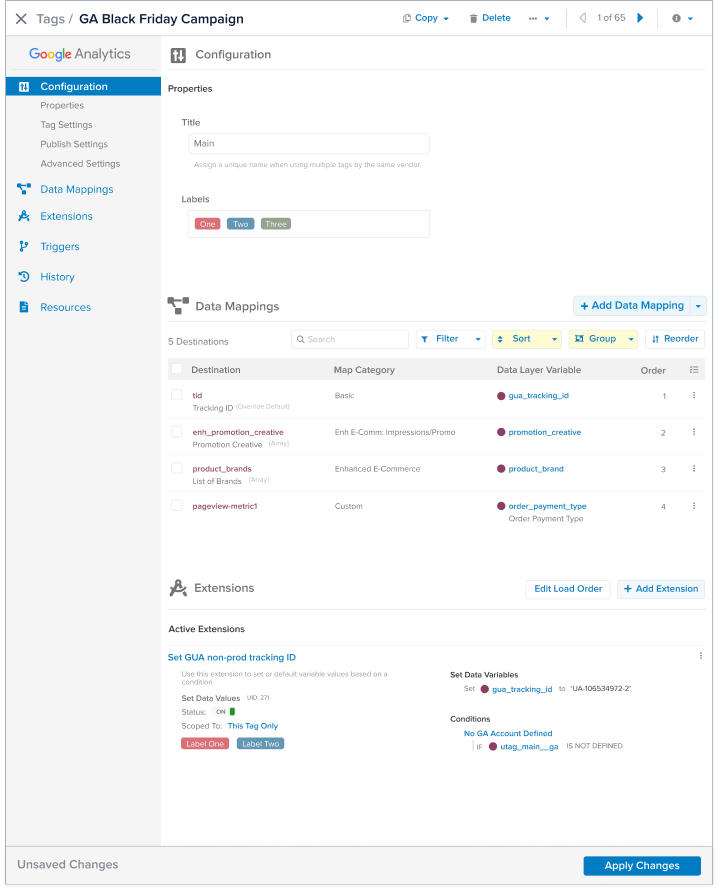 Tags / GA Black Friday Campaign
Copy
Delete
1 of 65
Google Analytics
Configuration
Properties
Tag Settings
Publish Settings
Advanced Settings
Data Mappings
Extensions
Triggers
History
Resources
Configuration
Properties
Title
Main
Assign a unique name when using multiple tags by the same vendor.
Labels
One Two Three
Data Mappings
+ Add Data Mapping
5 Destinations
Search
Filter
Sort
Group
Reorder
Destination Map Category Data Layer Variable Order
tid Basic gua_tracking_id 1
Tracking ID (Override Default)
enh_promotion_creative Enh E-Comm: Impressions/Promo promotion_creative 2
Promotion Creative [Array]
product_brands Enhanced E-Commerce product_brand 3
List of Brands [Array]
pageview-metric1 Custom order_payment_type 4
Order Payment Type
Extensions
Edit Load Order
+ Add Extension
Active Extensions
Set GUA non-prod tracking ID
Use this extension to set or default variable values based on a
condition
Set Data Values UID: 271
Status: ON
Scoped To: This Tag Only
Label One Label Two
Set Data Variables
Set gua_tracking_id to 'UA-106534972-2'
Conditions
No GA Account Defined
IF utag_main__ga IS NOT DEFINED
Unsaved Changes
Apply Changes